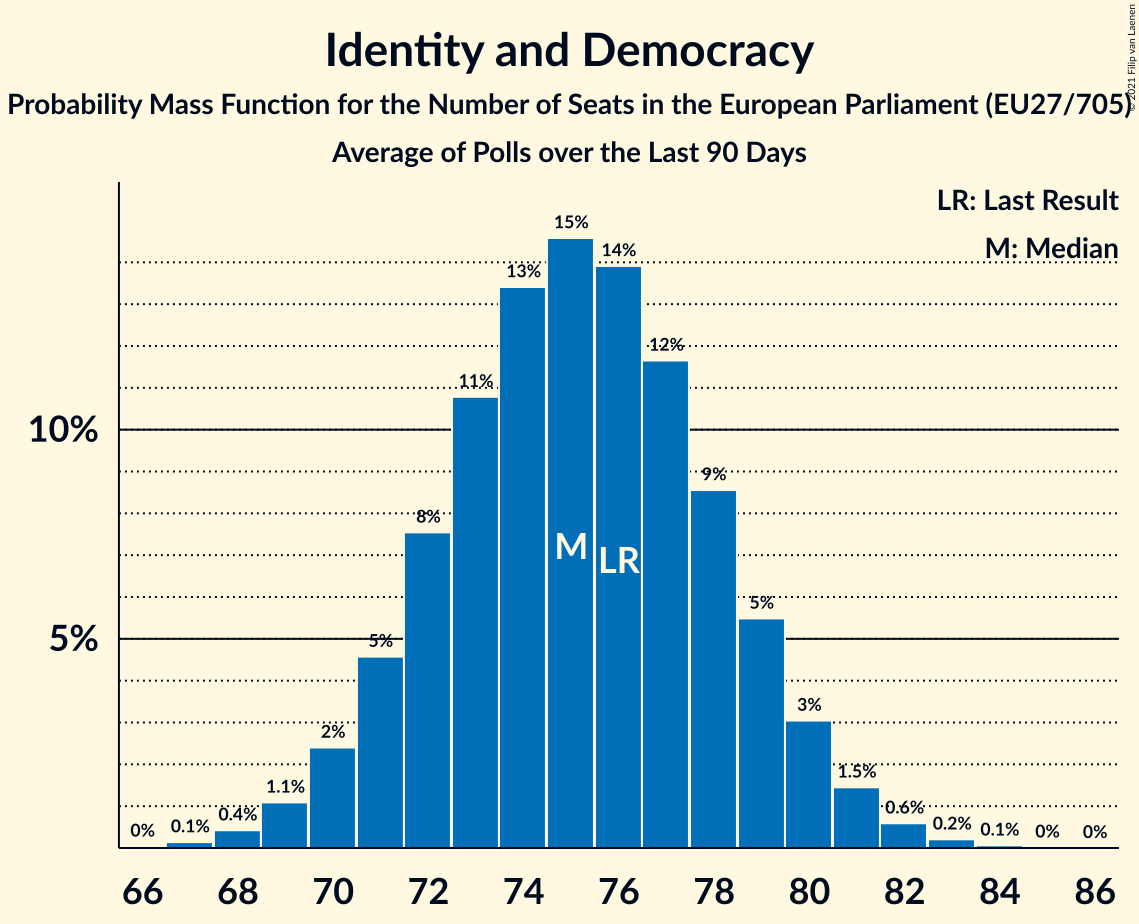 Identity and Democracy
Probability Mass Function for the Number of Seats in the European Parliament (EU27/705)
Average of Polls over the Last 90 Days
© 2021 Filip van Laenen
LR: Last Result
M: Median
15%
14%
13%
12%
11%
10%
9%
8%
M
LR
5%
5%
5%
3%
2%
1.5%
1.1%
0.6%
0.4%
0.2%
0.1%
0.1%
0%
0%
0%
66 68 70 72 74 76 78 80 82 84 86